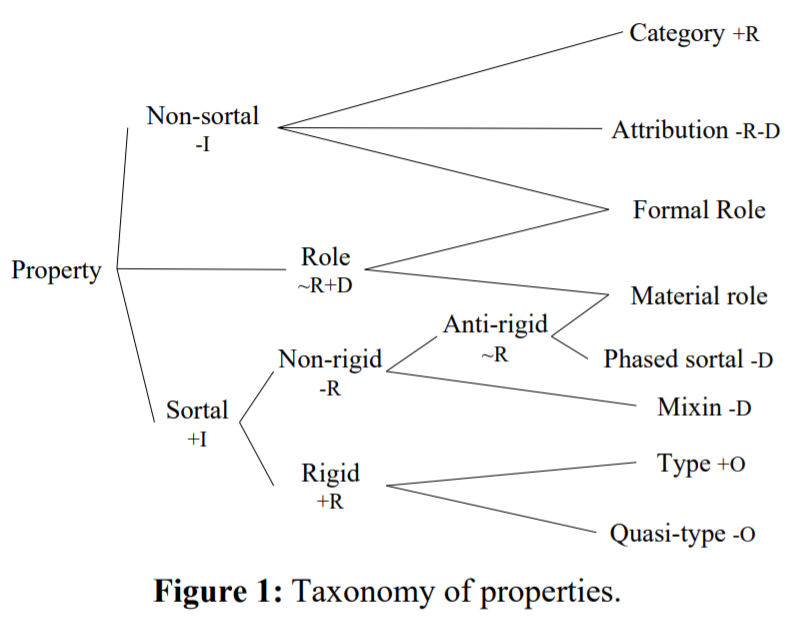 Category +R
Non-sortal
-I
Attribution -R-D
Formal Role
Property
Role
~R+D
Material role
Anti-rigid
~R
Non-rigid
-R
Phased sortal -D
Mixin -D
Sortal
+I
Type +O
Rigid
+R
Quasi-type -O
Figure 1: Taxonomy of properties.